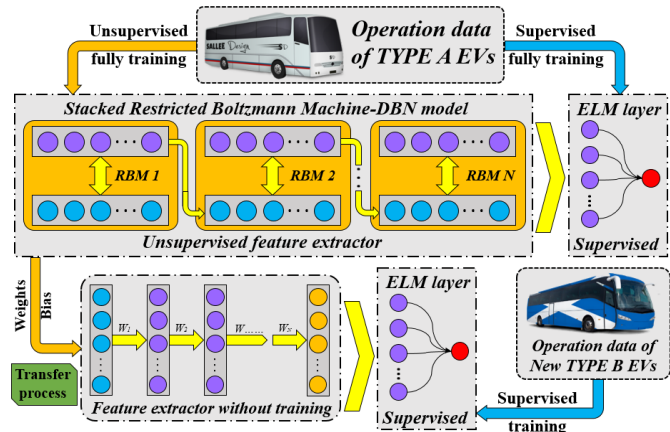 Unsupervised
fully training
SALLEE
Design
Operation data
of TYPE A EVs
Supervised
fully training
Stacked Restricted Boltzmann Machine-DBN model
RBM 1
RBM 2
RBM N
Unsupervised feature extractor
ELM layer
Supervised
Weights
Bias
Transfer
process
W1
W2
W......
WN
Feature extractor without training
ELM layer
Supervised
Operation data of
New TYPE B EVs
Supervised
training